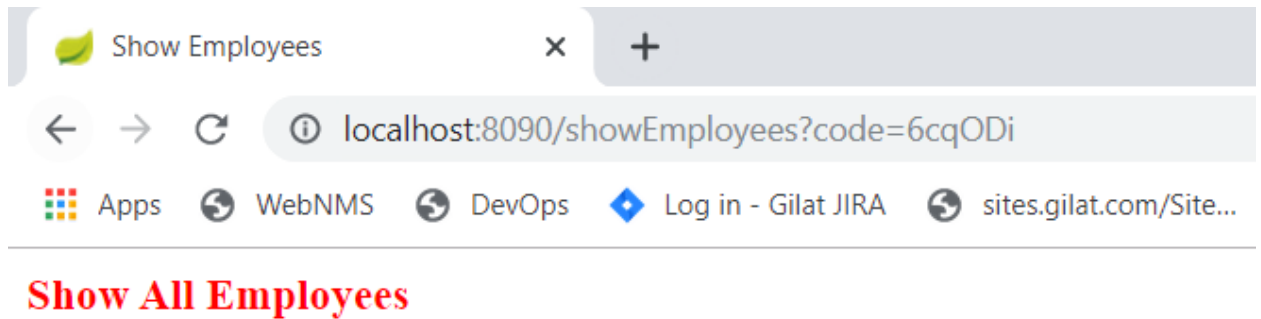 Show Employees
localhost:8090/showEmployees?code=6cqODi
Apps WebNMS DevOps Log in - Gilat JIRA sites.gilat.com/Site...
Show All Employees